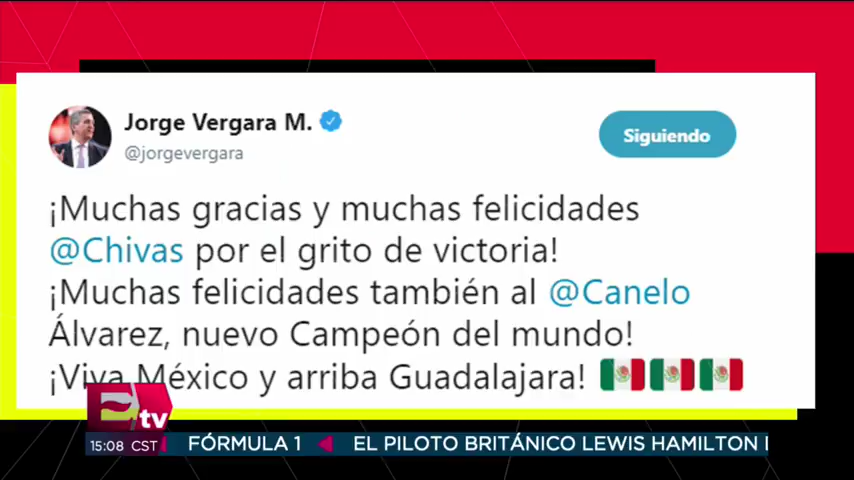 Jorge Vergara M.
@jorgevergara
Siguiendo
¡Muchas gracias y muchas felicidades
@Chivas por el grito de victoria!
¡Muchas felicidades también al @Canelo
Álvarez, nuevo Campeón del mundo!
¡Viva México y arriba Guadalajara!
tv
15:08 CST
FÓRMULA 1 EL PILOTO BRITÁNICO LEWIS HAMILTON